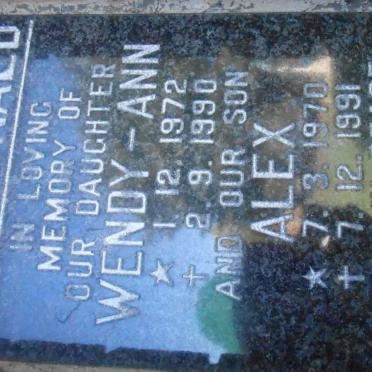 IN LOVING
MEMORY OF
OUR DAUGHTER
WENDY-ANN
☆ 1. 12. 1972
† 2. 9. 1990
AND OUR SON
ALEX
☆ 7. 3. 1970
† 7. 12. 1991